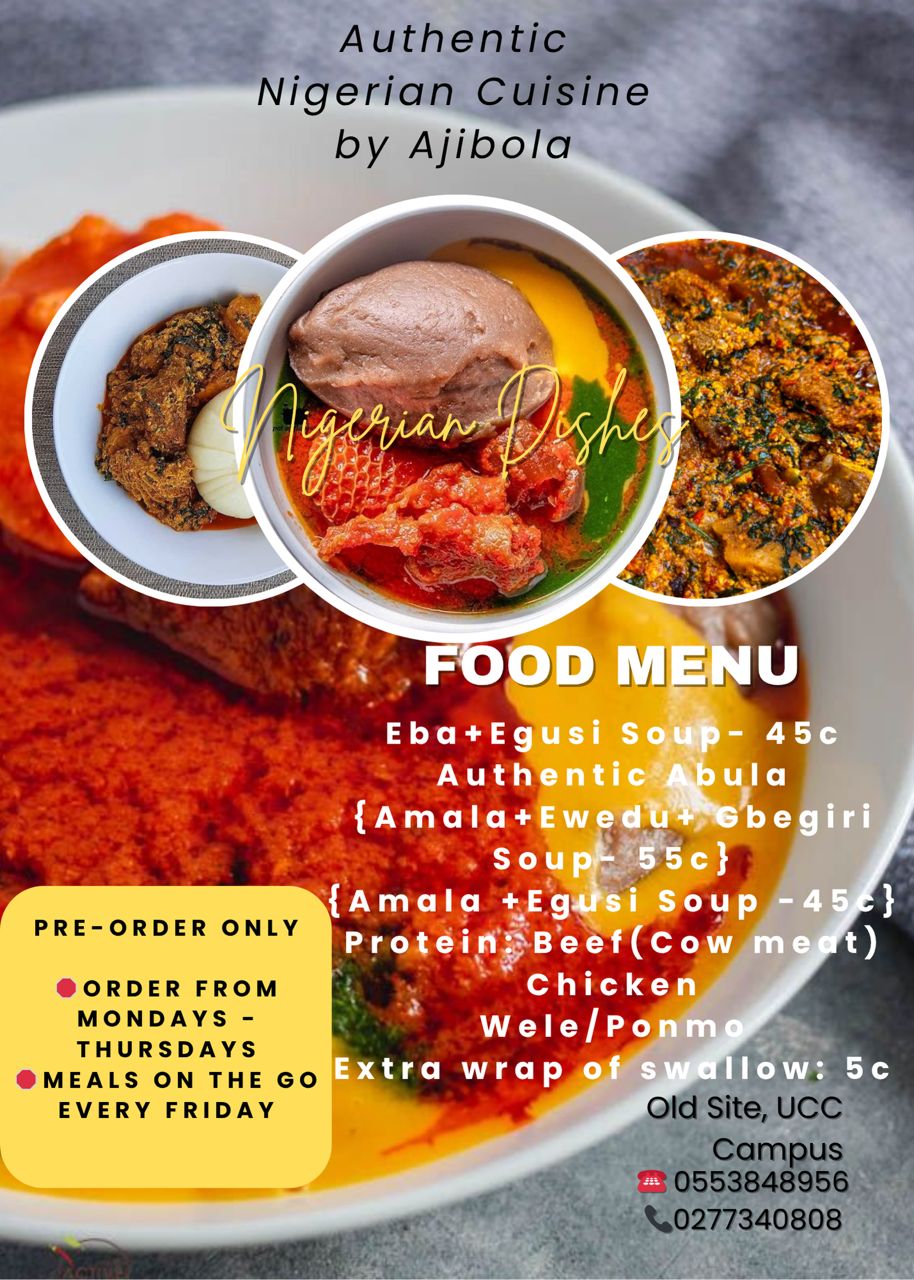 Authentic
Nigerian Cuisine
by Ajibola
Nigerian Dishes
FOOD MENU
Eba+Egusi Soup- 45c
Authentic Abula
{Amala+Ewedu+ Gbegiri
Soup- 55c}
{Amala +Egusi Soup -45c}
Protein: Beef(Cow meat)
Chicken
Wele/Ponmo
Extra wrap of swallow: 5c
PRE-ORDER ONLY
🛑ORDER FROM
MONDAYS -
THURSDAYS
🛑MEALS ON THE GO
EVERY FRIDAY
Old Site, UCC
Campus
☎️0553848956
📞0277340808